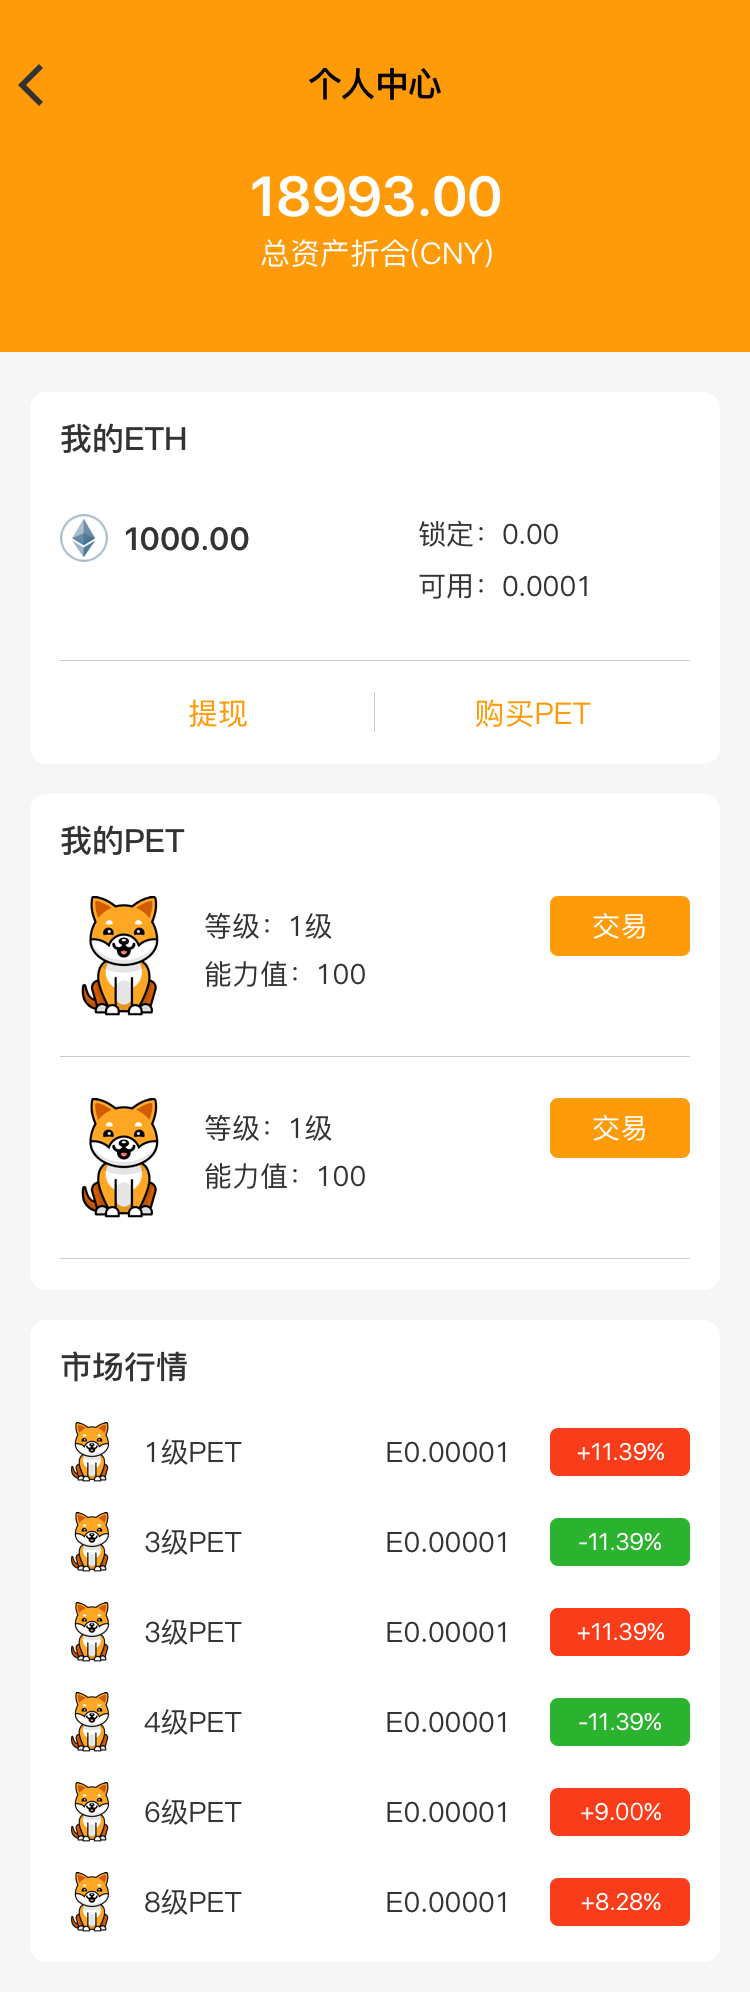 个人中心
18993.00
总资产折合(CNY)
我的ETH
1000.00
锁定：0.00
可用：0.0001
提现
购买PET
我的PET
等级：1级
交易
能力值：100
等级：1级
交易
能力值：100
市场行情
1级PET E0.00001 +11.39%
3级PET E0.00001 -11.39%
3级PET E0.00001 +11.39%
4级PET E0.00001 -11.39%
6级PET E0.00001 +9.00%
8级PET E0.00001 +8.28%